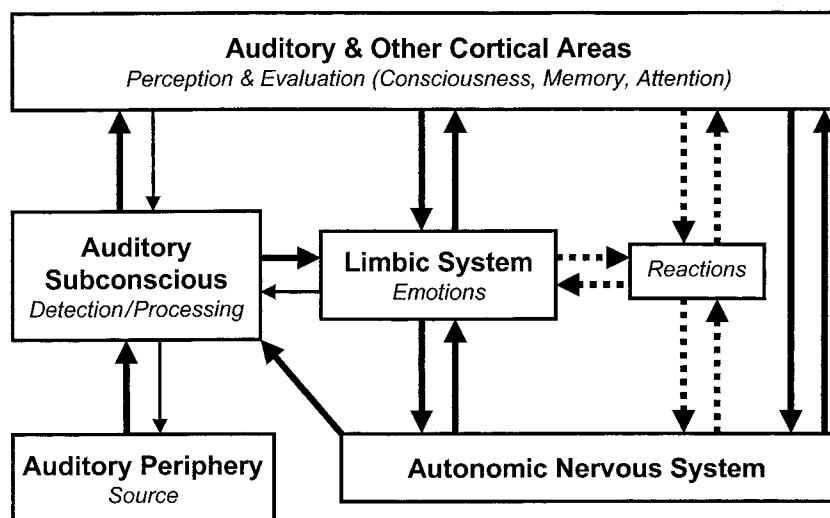 Auditory & Other Cortical Areas
Perception & Evaluation (Consciousness, Memory, Attention)
Auditory
Subconscious
Detection/Processing
Limbic System
Emotions
Reactions
Auditory Periphery
Source
Autonomic Nervous System